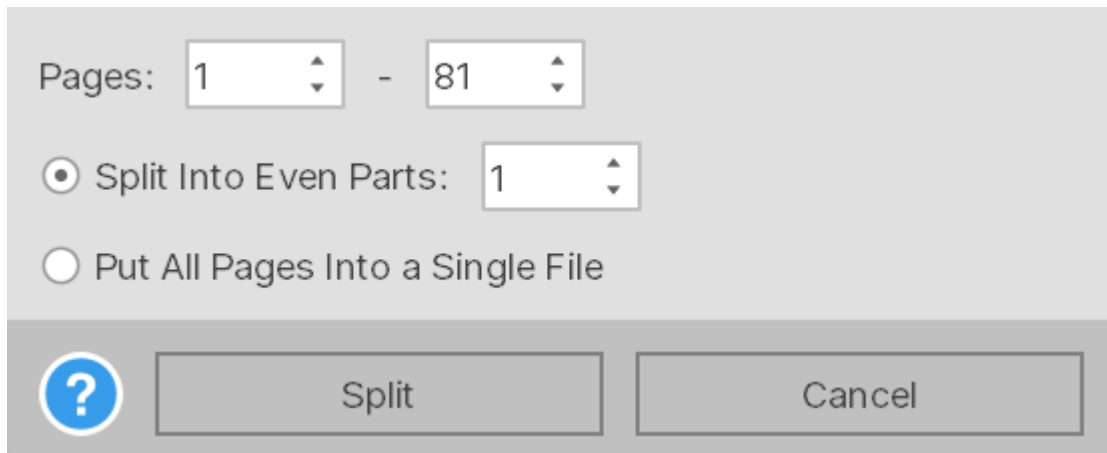 Pages: 1 - 81
Split Into Even Parts: 1
Put All Pages Into a Single File
? Split Cancel